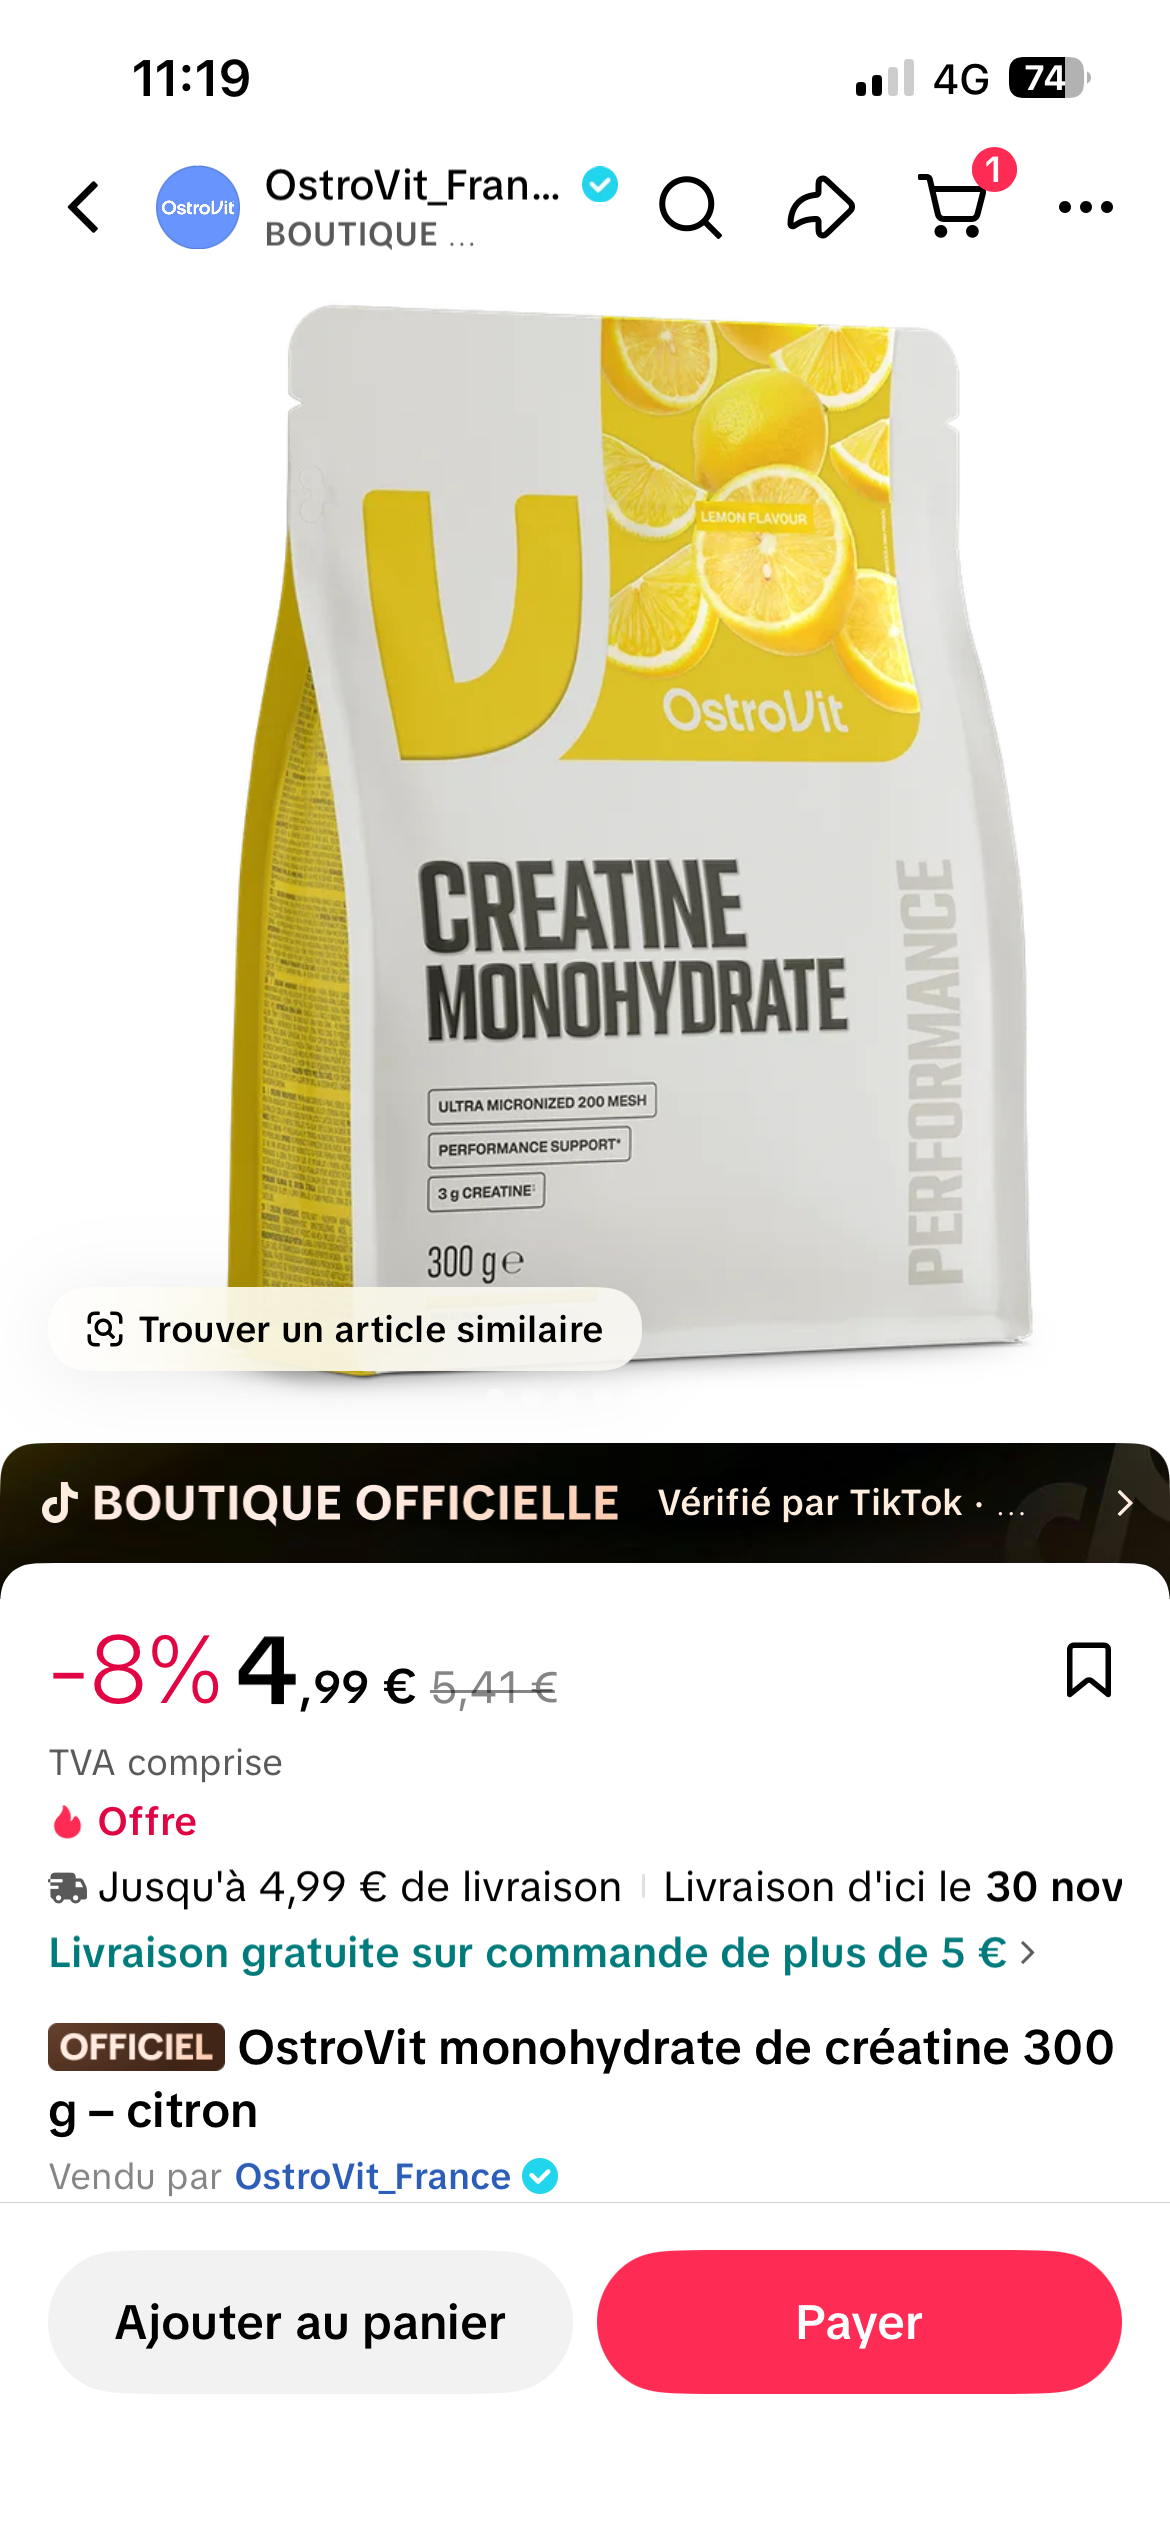 11:19
4G 74
OstroVit
OstroVit_Fran...
BOUTIQUE ...
1
LEMON FLAVOUR
OstroVit
CREATINE
MONOHYDRATE
PERFORMANCE
ULTRA MICRONIZED 200 MESH
PERFORMANCE SUPPORT*
3 g CREATINE
300 g e
Trouver un article similaire
BOUTIQUE OFFICIELLE Vérifié par TikTok · ...
-8% 4,99 € 5,41 €
TVA comprise
Offre
Jusqu'à 4,99 € de livraison | Livraison d'ici le 30 nov
Livraison gratuite sur commande de plus de 5 €
OFFICIEL OstroVit monohydrate de créatine 300
g – citron
Vendu par OstroVit_France
Ajouter au panier
Payer